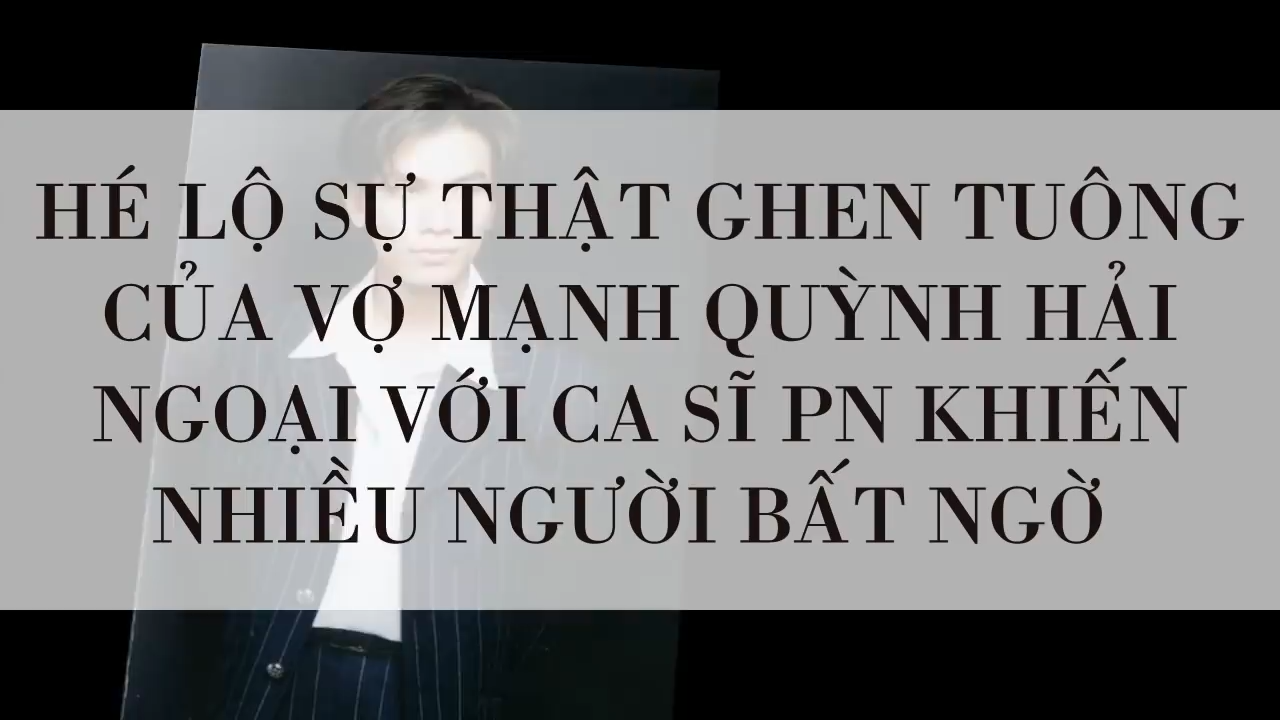 HÉ LỘ SỰ THẬT GHEN TUÔNG
CỦA VỢ MẠNH QUỲNH HẢI
NGOẠI VỚI CA SĨ PN KHIẾN
NHIỀU NGƯỜI BẤT NGỜ